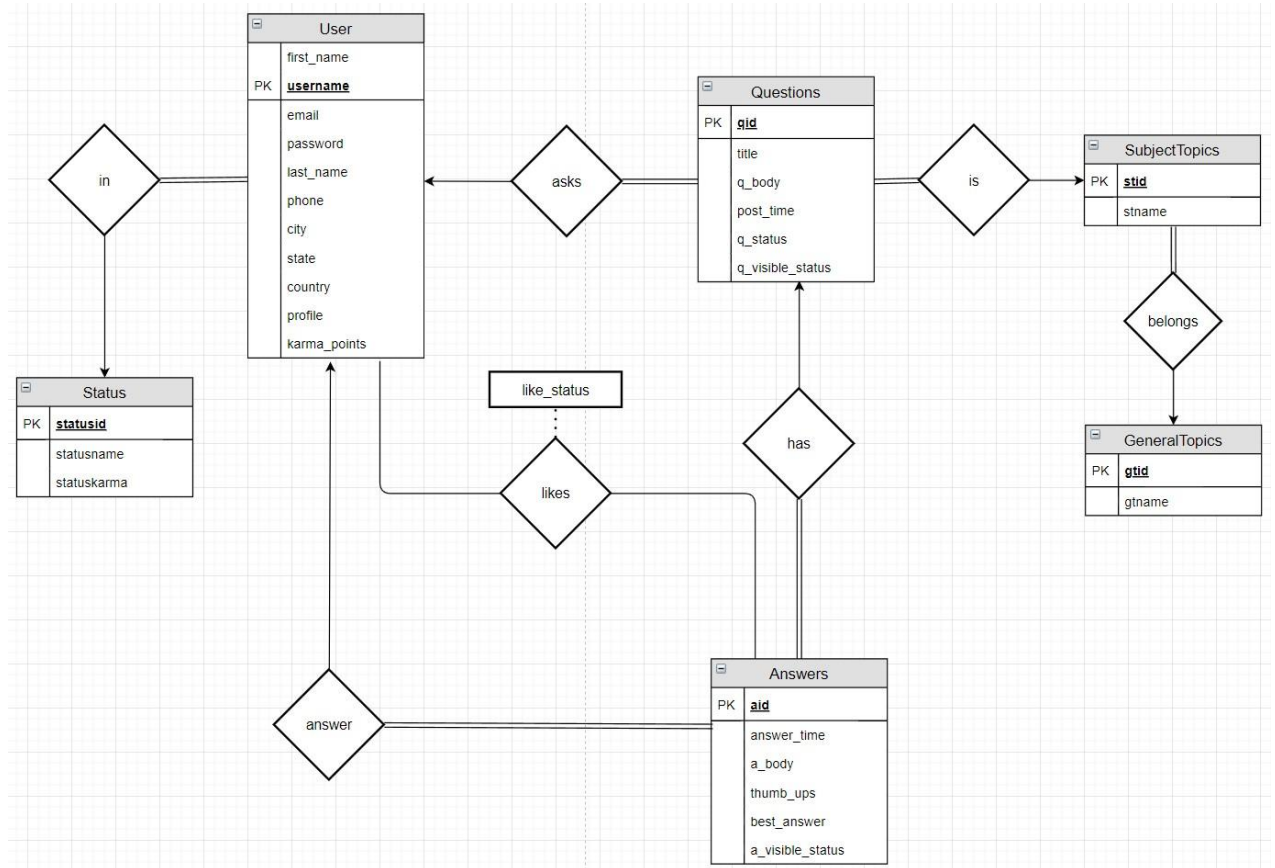 User
first_name
PK username
email
password
last_name
phone
city
state
country
profile
karma_points
in
Status
PK statusid
statusname
statuskarma
asks
Questions
PK qid
title
q_body
post_time
q_status
q_visible_status
is
SubjectTopics
PK stid
stname
belongs
GeneralTopics
PK gtid
gtname
like_status
likes
has
answer
Answers
PK aid
answer_time
a_body
thumb_ups
best_answer
a_visible_status